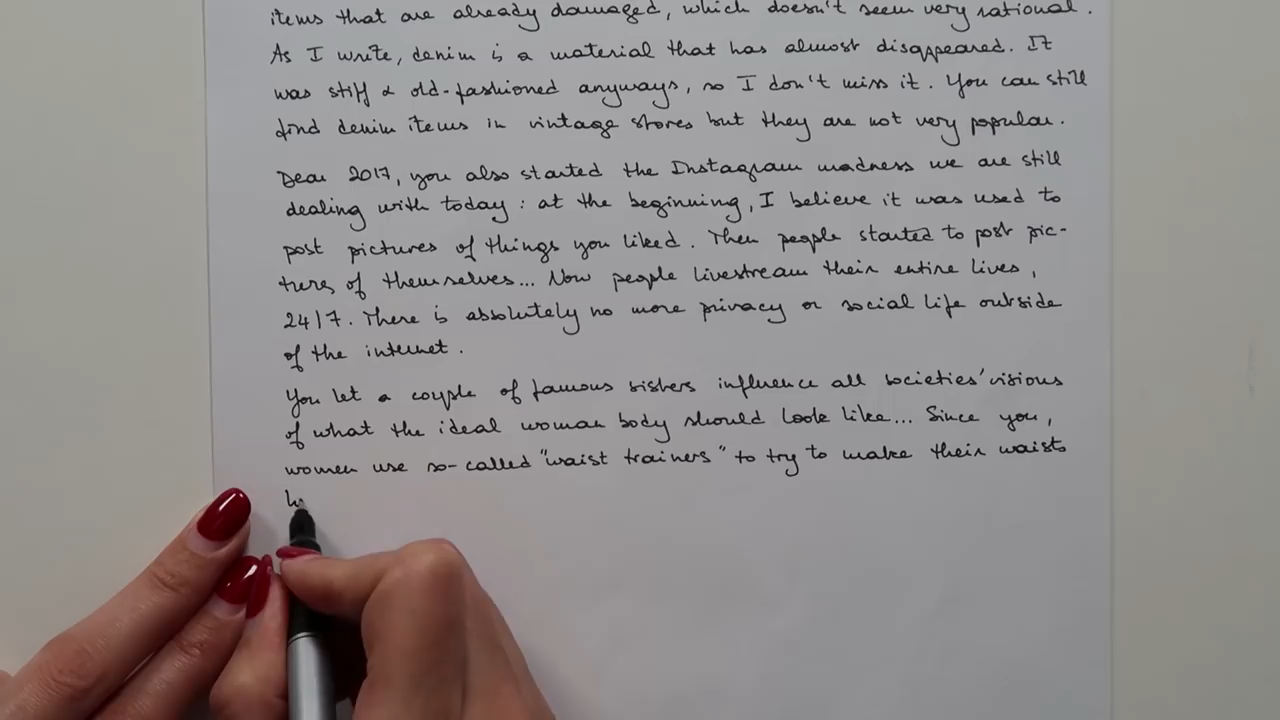 items that are already damaged, which doesn't seem very rational.
As I write, denim is a material that has almost disappeared. It
was stiff & old-fashioned anyways, so I don't miss it. You can still
find denim items in vintage stores but they are not very popular.
Dear 2017, you also started the Instagram madness we are still
dealing with today: at the beginning, I believe it was used to
post pictures of things you liked. Then people started to post pic-
tures of themselves... Now people livestream their entire lives,
24/7. There is absolutely no more privacy or social life outside
of the internet.
You let a couple of famous sisters influence all societies' visions
of what the ideal woman body should look like... Since you,
women use so-called "waist trainers" to try to make their waists